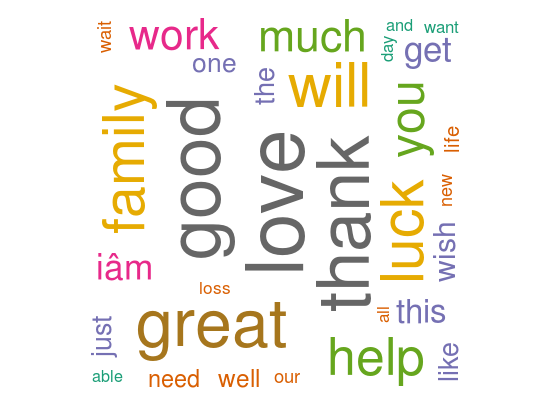 wait
work
much
and
want
day
get
one
the
will
family
good
love
thank
you
life
luck
new
wish
iâm
loss
great
all
this
just
help
like
able
need
well
our